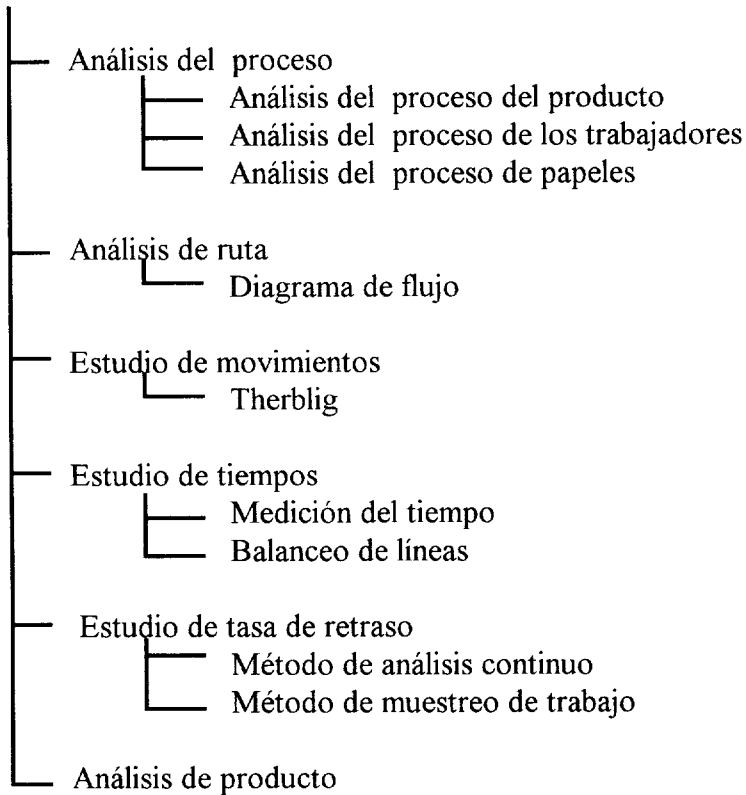 Análisis del proceso
Análisis del proceso del producto
Análisis del proceso de los trabajadores
Análisis del proceso de papeles
Análisis de ruta
Diagrama de flujo
Estudio de movimientos
Therblig
Estudio de tiempos
Medición del tiempo
Balanceo de líneas
Estudio de tasa de retraso
Método de análisis continuo
Método de muestreo de trabajo
Análisis de producto